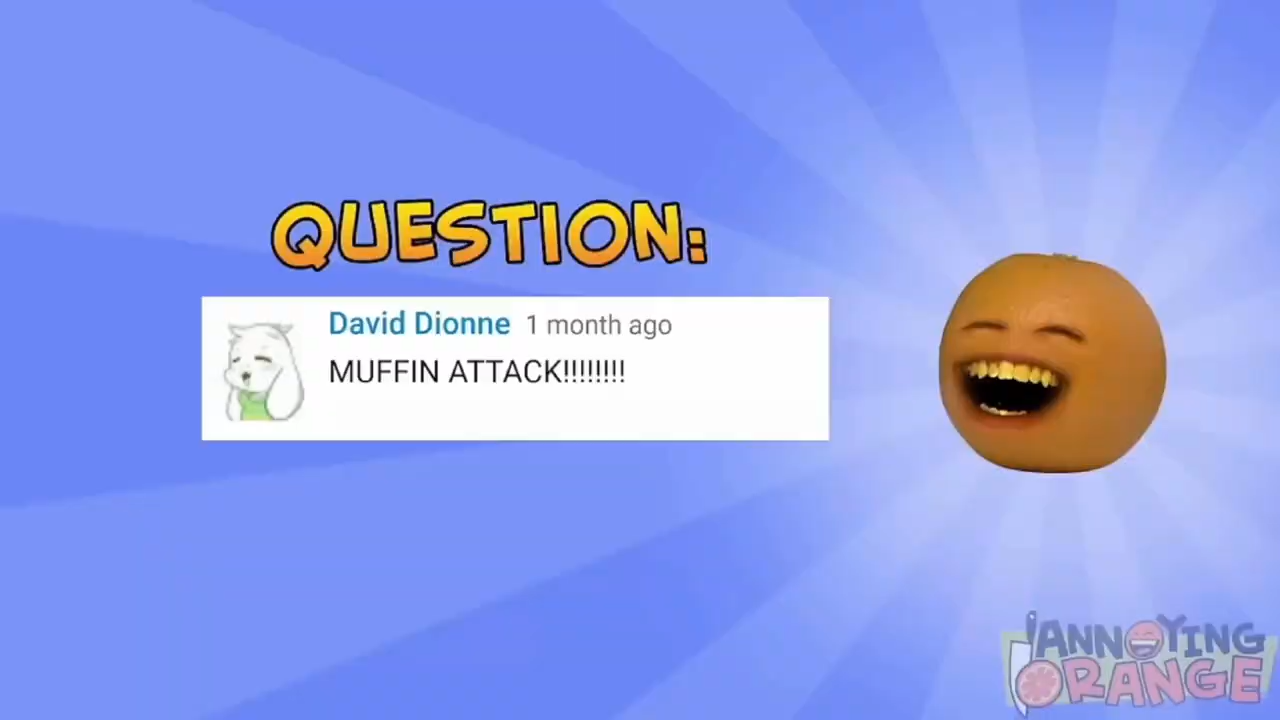 QUESTION:
David Dionne 1 month ago
MUFFIN ATTACK!!!!!!!!
ANNOYING
ORANGE